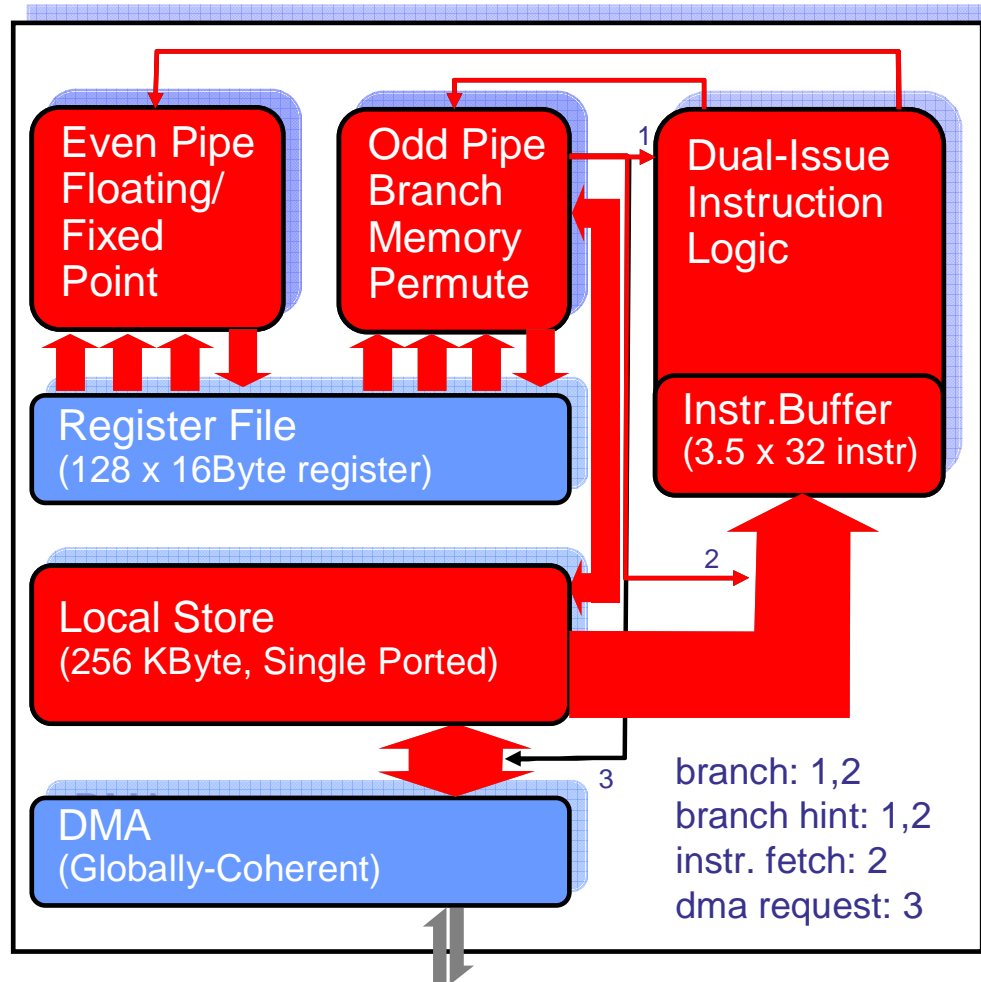 Even Pipe
Floating/
Fixed
Point
Odd Pipe
Branch
Memory
Permute
1
Dual-Issue
Instruction
Logic
Instr.Buffer
(3.5 x 32 instr)
Register File
(128 x 16Byte register)
2
Local Store
(256 KByte, Single Ported)
3
DMA
(Globally-Coherent)
branch: 1,2
branch hint: 1,2
instr. fetch: 2
dma request: 3